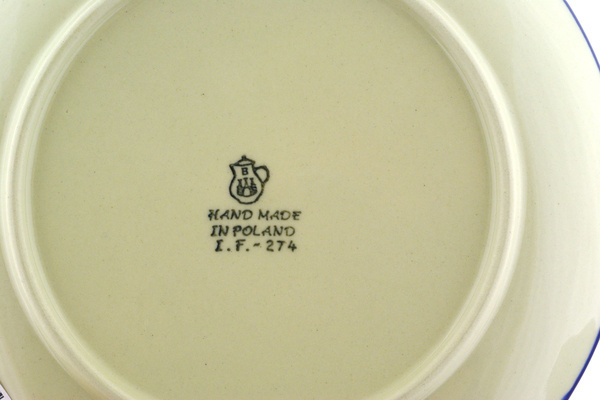 B
HAND MADE
IN POLAND
I.F.-274